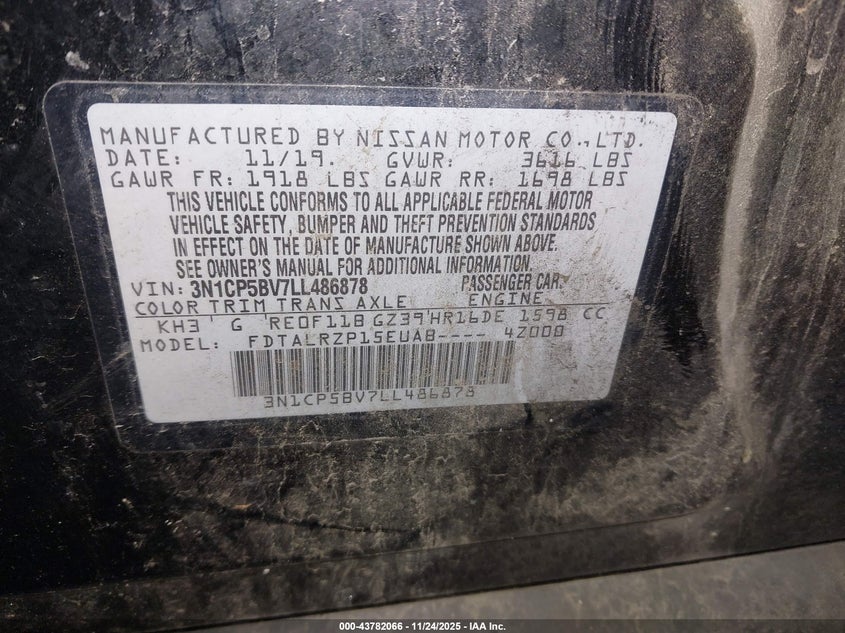 MANUFACTURED BY NISSAN MOTOR CO., LTD.
DATE: 11/19. GVWR: 3616 LBS
GAWR FR: 1918 LBS GAWR RR: 1698 LBS
THIS VEHICLE CONFORMS TO ALL APPLICABLE FEDERAL MOTOR
VEHICLE SAFETY, BUMPER AND THEFT PREVENTION STANDARDS
IN EFFECT ON THE DATE OF MANUFACTURE SHOWN ABOVE.
SEE OWNER'S MANUAL FOR ADDITIONAL INFORMATION.
VIN: 3N1CP5BV7LL486878 PASSENGER CAR.
COLOR TRIM TRANS AXLE ENGINE
KH3 G RE0F11B GZ39 HR16DE 1598 CC
MODEL: FDTALRZP15EUAB---- 4Z000
3N1CP5BV7LL486878
000-43782066 - 11/24/2025 - IAA Inc.